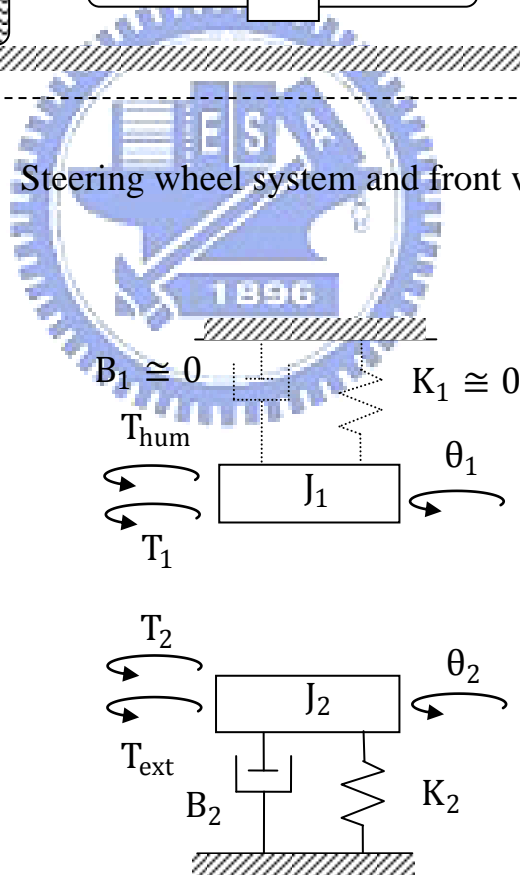 E S A
Steering wheel system and front w
1896
B₁ ≅ 0
K₁ ≅ 0
T_hum
θ₁
J₁
T₁
T₂
θ₂
J₂
T_ext
B₂
K₂